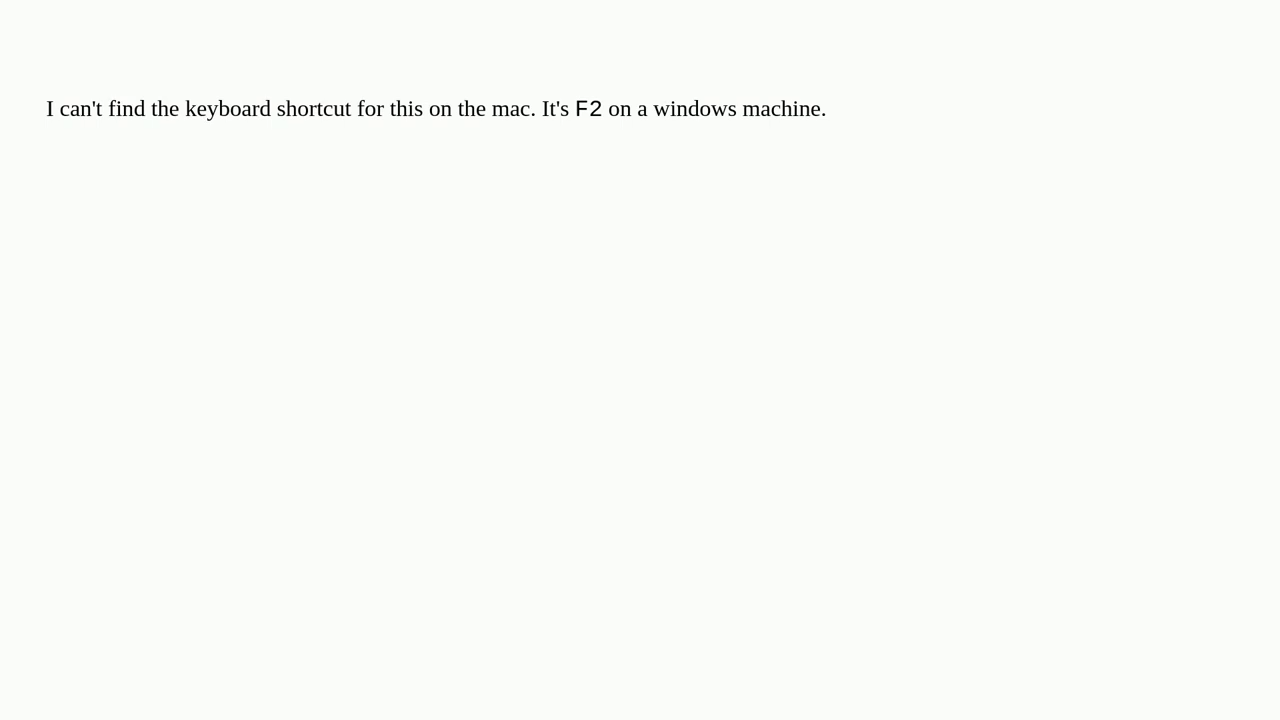 I can't find the keyboard shortcut for this on the mac. It's F2 on a windows machine.